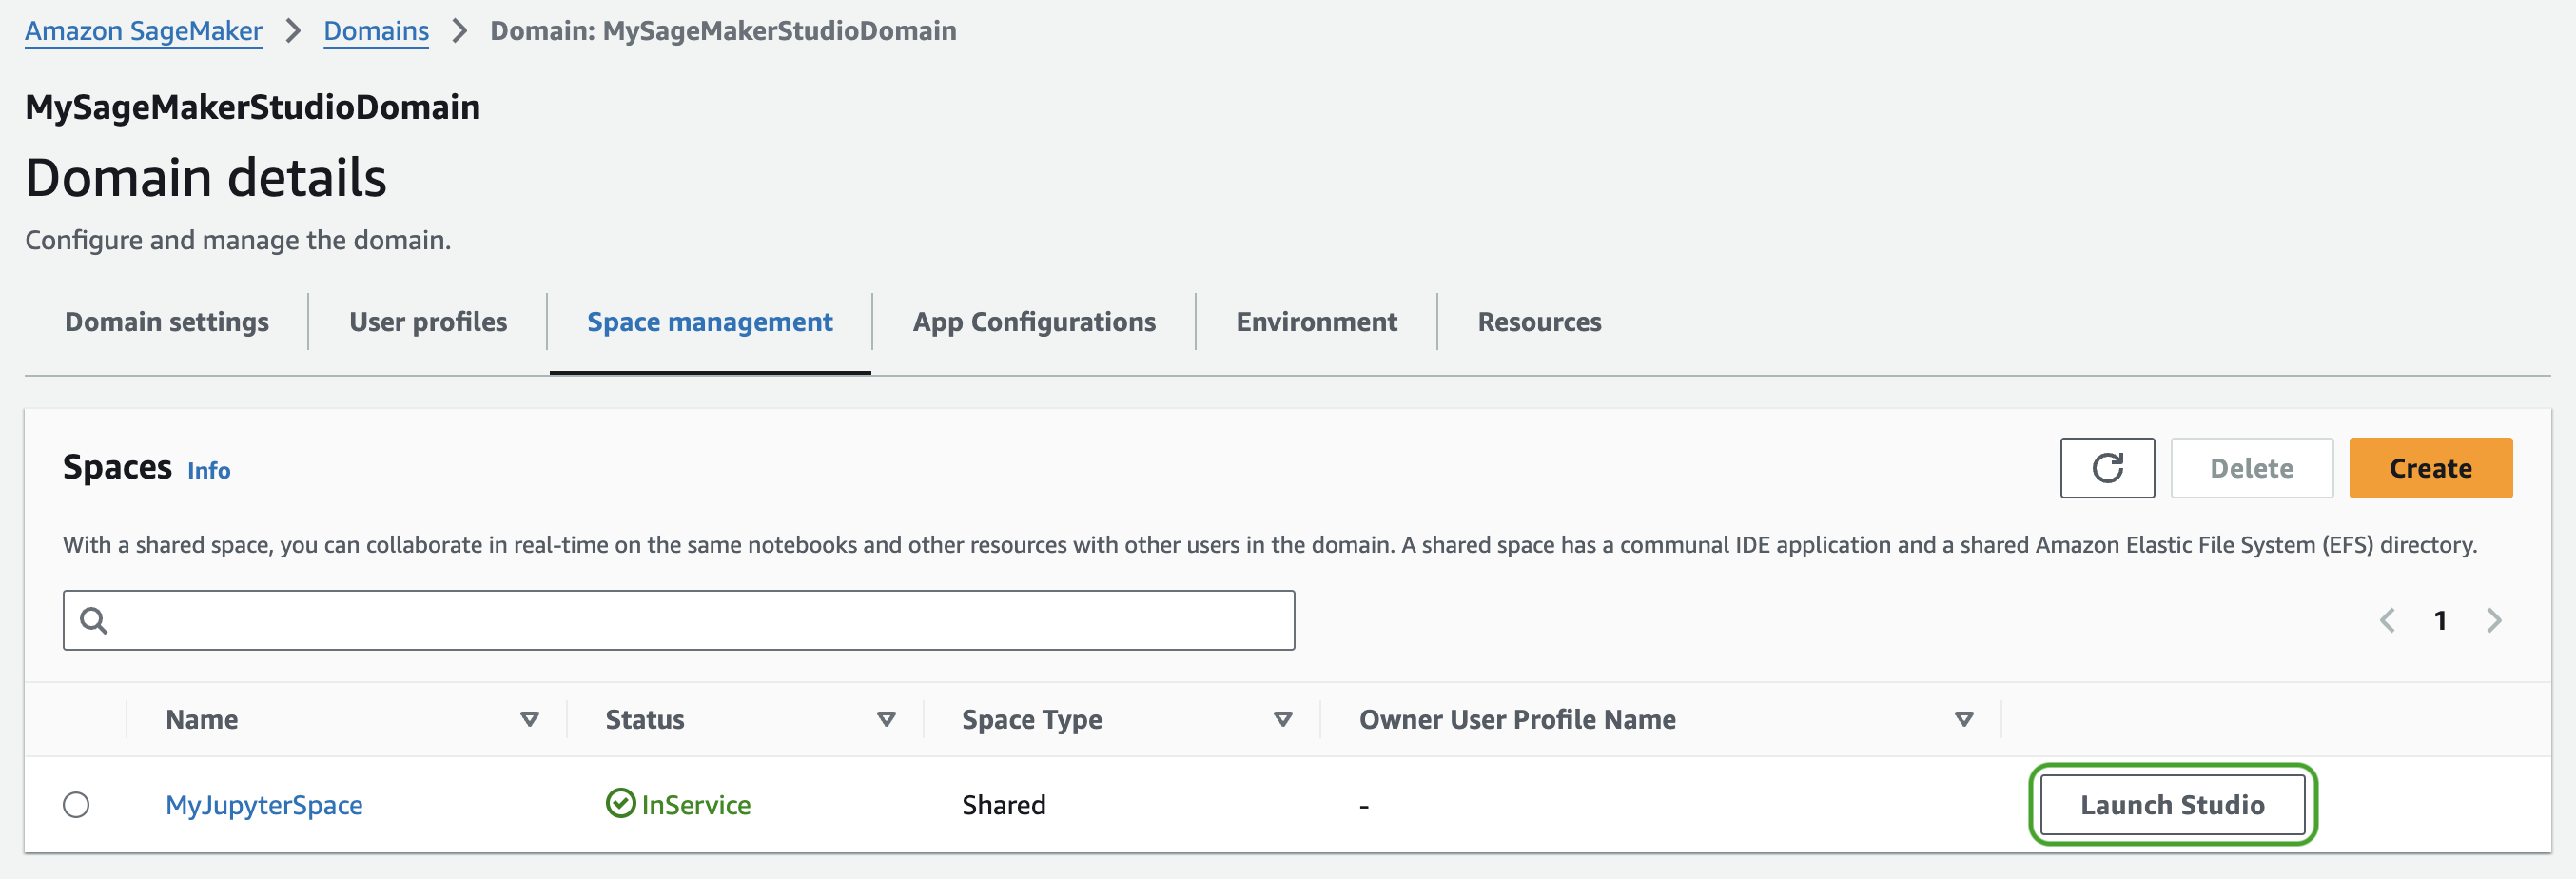 Amazon SageMaker > Domains > Domain: MySageMakerStudioDomain
MySageMakerStudioDomain
Domain details
Configure and manage the domain.
Domain settings User profiles Space management App Configurations Environment Resources
Spaces Info Delete Create
With a shared space, you can collaborate in real-time on the same notebooks and other resources with other users in the domain. A shared space has a communal IDE application and a shared Amazon Elastic File System (EFS) directory.
< 1 >
Name Status Space Type Owner User Profile Name
MyJupyterSpace InService Shared - Launch Studio